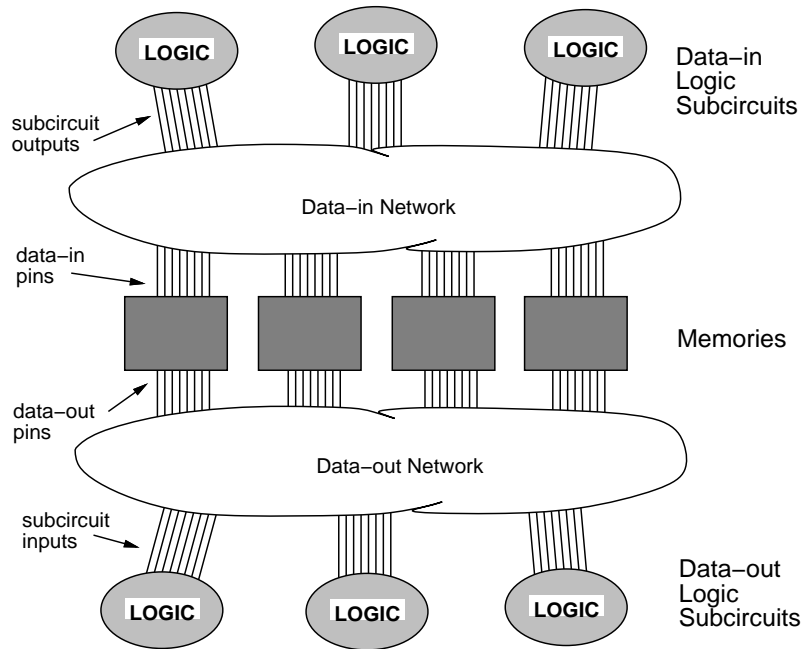 LOGIC
LOGIC
LOGIC
Data−in
Logic
Subcircuits
subcircuit
outputs
Data−in Network
data−in
pins
Memories
data−out
pins
Data−out Network
subcircuit
inputs
Data−out
Logic
Subcircuits
LOGIC
LOGIC
LOGIC